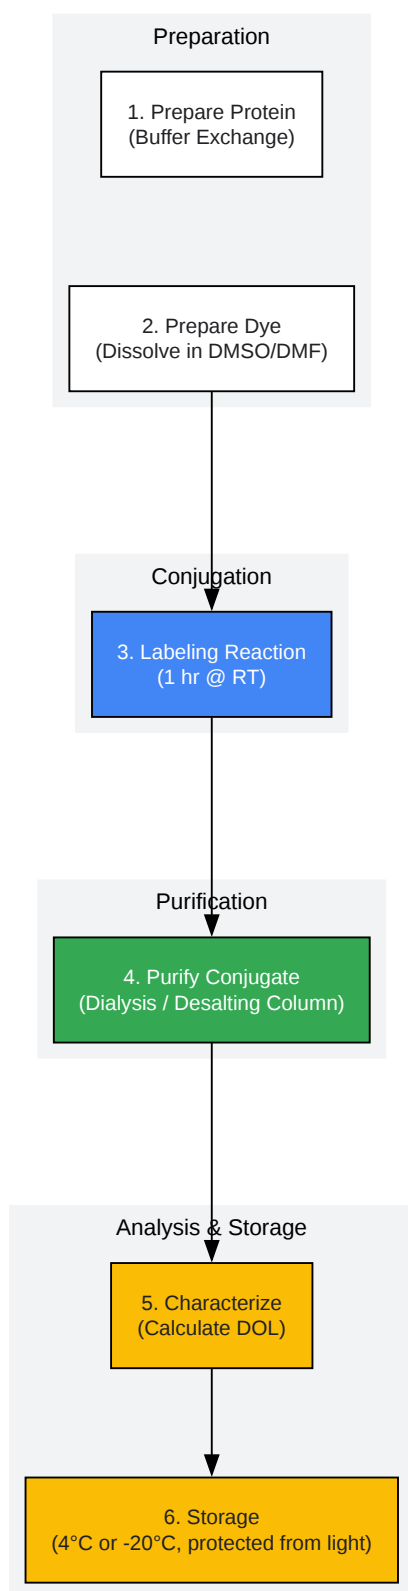 Preparation
1. Prepare Protein
(Buffer Exchange)
2. Prepare Dye
(Dissolve in DMSO/DMF)
Conjugation
3. Labeling Reaction
(1 hr @ RT)
Purification
4. Purify Conjugate
(Dialysis / Desalting Column)
Analysis & Storage
5. Characterize
(Calculate DOL)
6. Storage
(4°C or -20°C, protected from light)